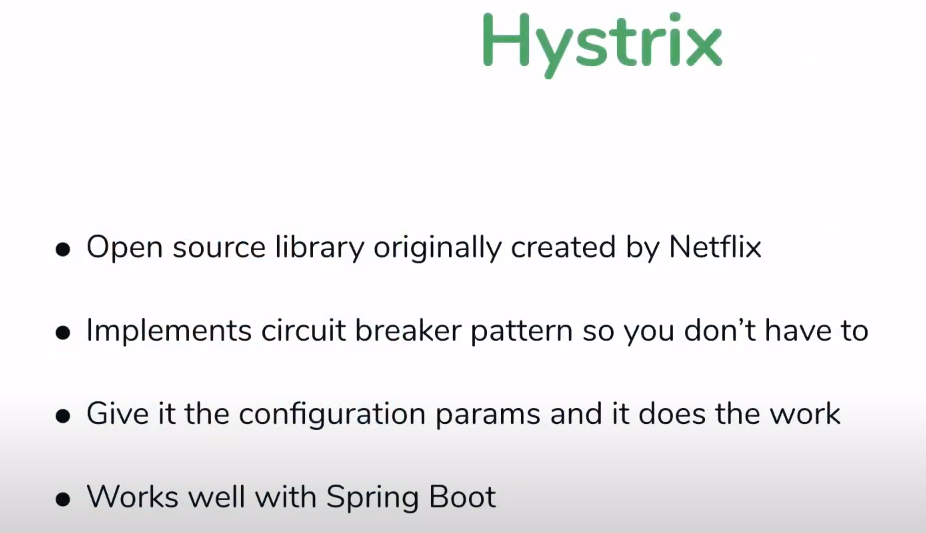 Hystrix
● Open source library originally created by Netflix
● Implements circuit breaker pattern so you don’t have to
● Give it the configuration params and it does the work
● Works well with Spring Boot